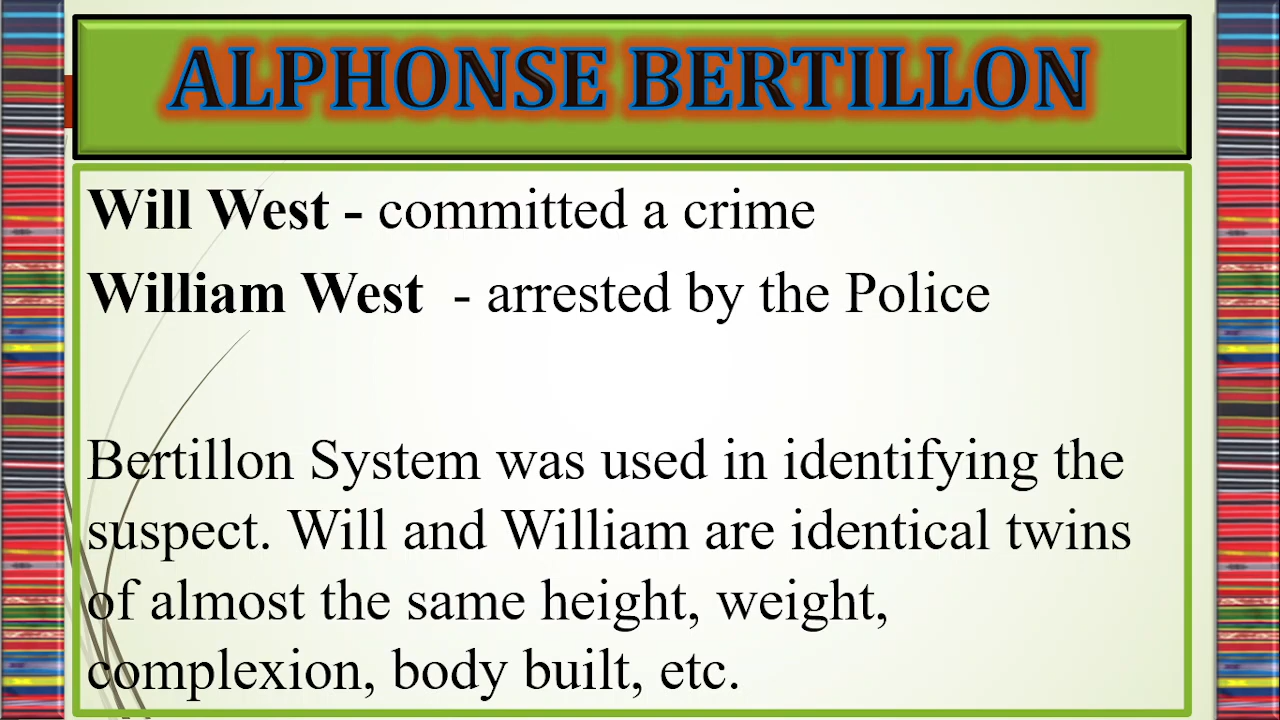 ALPHONSE BERTILLON
Will West - committed a crime
William West - arrested by the Police
Bertillon System was used in identifying the
suspect. Will and William are identical twins
of almost the same height, weight,
complexion, body built, etc.